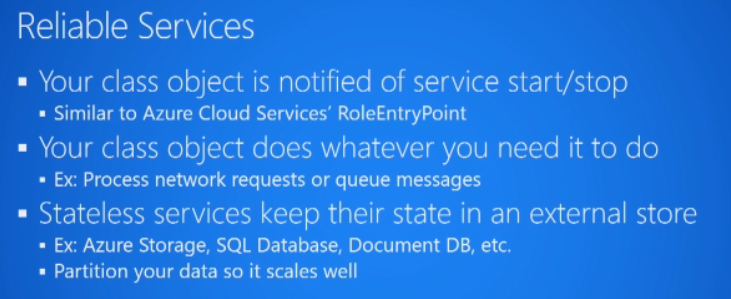 Reliable Services
▪ Your class object is notified of service start/stop
▪ Similar to Azure Cloud Services' RoleEntryPoint
▪ Your class object does whatever you need it to do
▪ Ex: Process network requests or queue messages
▪ Stateless services keep their state in an external store
▪ Ex: Azure Storage, SQL Database, Document DB, etc.
▪ Partition your data so it scales well